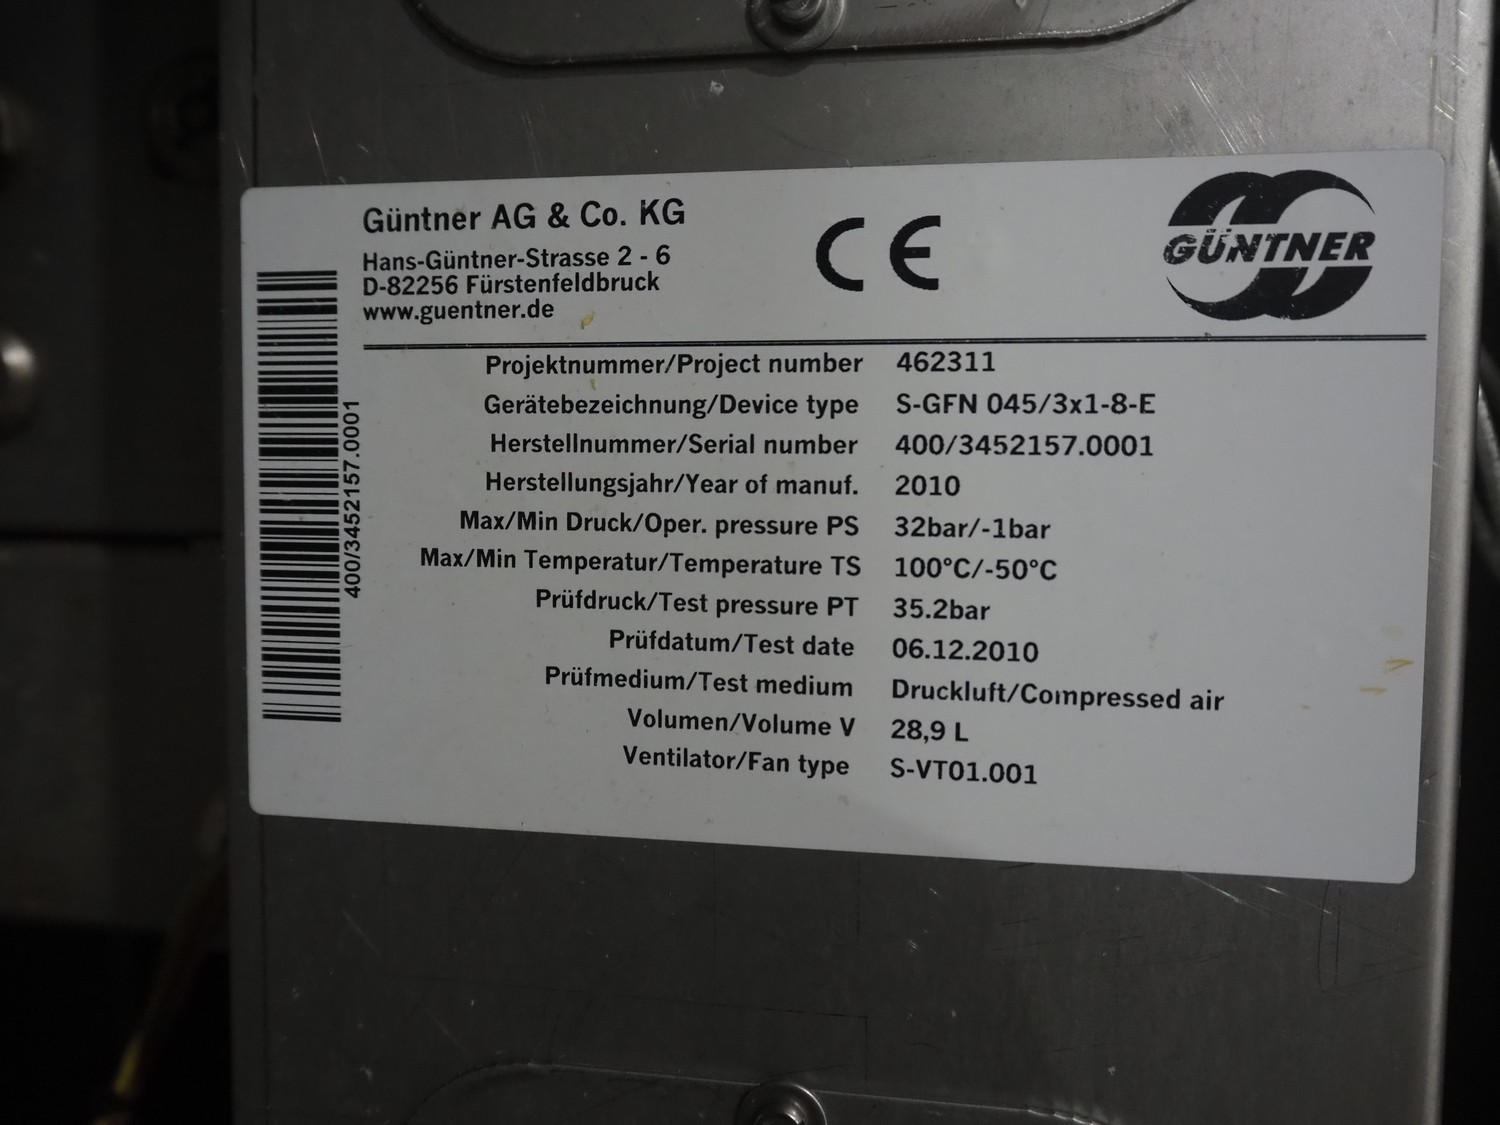 Güntner AG & Co. KG
Hans-Güntner-Strasse 2 - 6
D-82256 Fürstenfeldbruck
www.guentner.de
CE
GÜNTNER
400/3452157.0001
Projektnummer/Project number 462311
Gerätebezeichnung/Device type S-GFN 045/3x1-8-E
Herstellnummer/Serial number 400/3452157.0001
Herstellungsjahr/Year of manuf. 2010
Max/Min Druck/Oper. pressure PS 32bar/-1bar
Max/Min Temperatur/Temperature TS 100°C/-50°C
Prüfdruck/Test pressure PT 35.2bar
Prüfdatum/Test date 06.12.2010
Prüfmedium/Test medium Druckluft/Compressed air
Volumen/Volume V 28,9 L
Ventilator/Fan type S-VT01.001